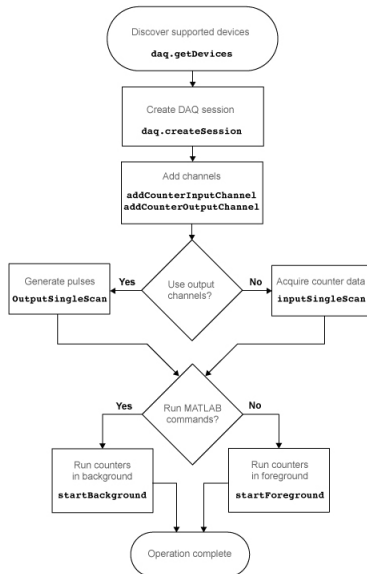 Discover supported devices
daq.getDevices
Create DAQ session
daq.createSession
Add channels
addCounterInputChannel
addCounterOutputChannel
Use output
channels?
Yes
No
Generate pulses
OutputSingleScan
Acquire counter data
inputSingleScan
Run MATLAB
commands?
Yes
No
Run counters
in background
startBackground
Run counters
in foreground
startForeground
Operation complete